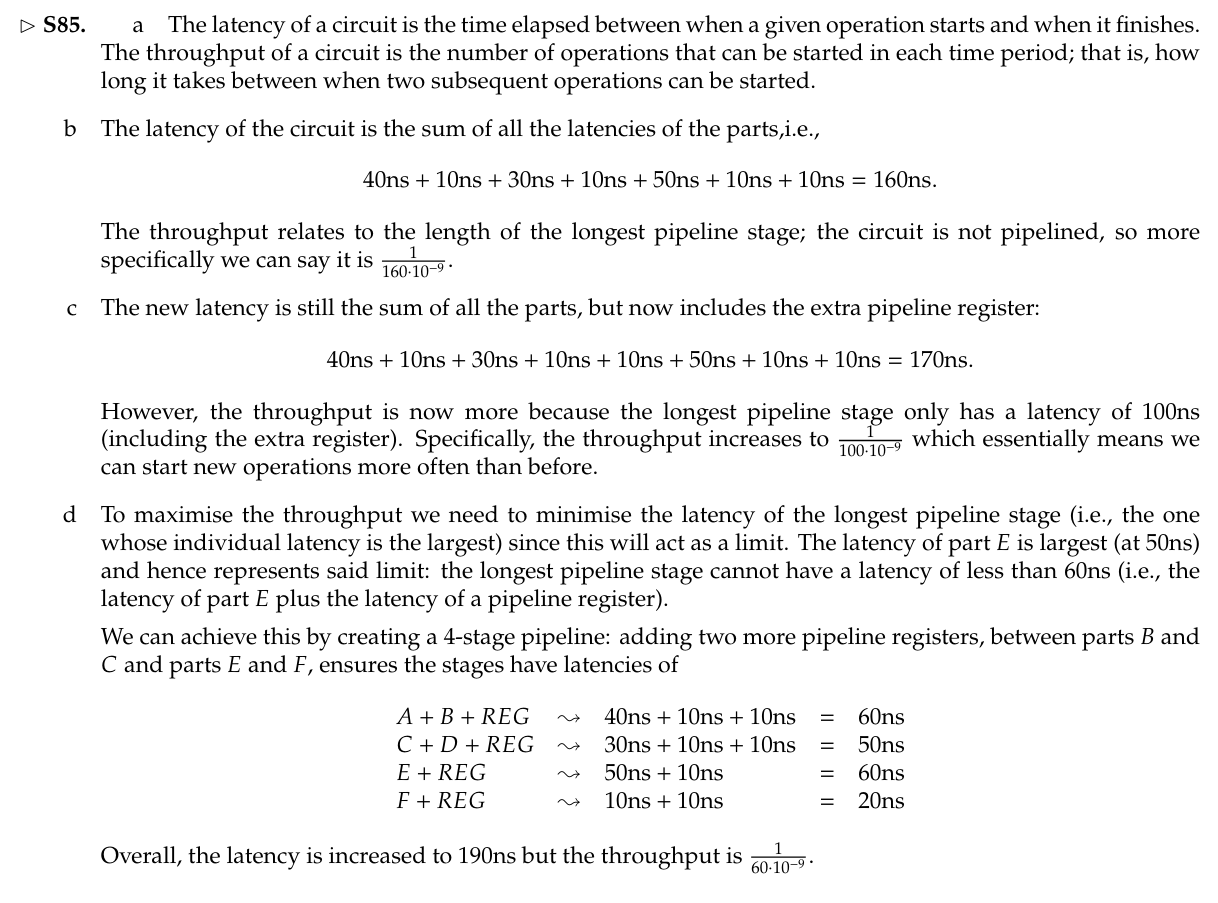 ▷ S85. a The latency of a circuit is the time elapsed between when a given operation starts and when it finishes.
The throughput of a circuit is the number of operations that can be started in each time period; that is, how
long it takes between when two subsequent operations can be started.
b The latency of the circuit is the sum of all the latencies of the parts,i.e.,
40ns + 10ns + 30ns + 10ns + 50ns + 10ns + 10ns = 160ns.
The throughput relates to the length of the longest pipeline stage; the circuit is not pipelined, so more
specifically we can say it is 1/(160·10⁻⁹).
c The new latency is still the sum of all the parts, but now includes the extra pipeline register:
40ns + 10ns + 30ns + 10ns + 10ns + 50ns + 10ns + 10ns = 170ns.
However, the throughput is now more because the longest pipeline stage only has a latency of 100ns
(including the extra register). Specifically, the throughput increases to 1/(100·10⁻⁹) which essentially means we
can start new operations more often than before.
d To maximise the throughput we need to minimise the latency of the longest pipeline stage (i.e., the one
whose individual latency is the largest) since this will act as a limit. The latency of part E is largest (at 50ns)
and hence represents said limit: the longest pipeline stage cannot have a latency of less than 60ns (i.e., the
latency of part E plus the latency of a pipeline register).
We can achieve this by creating a 4-stage pipeline: adding two more pipeline registers, between parts B and
C and parts E and F, ensures the stages have latencies of
A + B + REG ⇝ 40ns + 10ns + 10ns = 60ns
C + D + REG ⇝ 30ns + 10ns + 10ns = 50ns
E + REG ⇝ 50ns + 10ns = 60ns
F + REG ⇝ 10ns + 10ns = 20ns
Overall, the latency is increased to 190ns but the throughput is 1/(60·10⁻⁹).